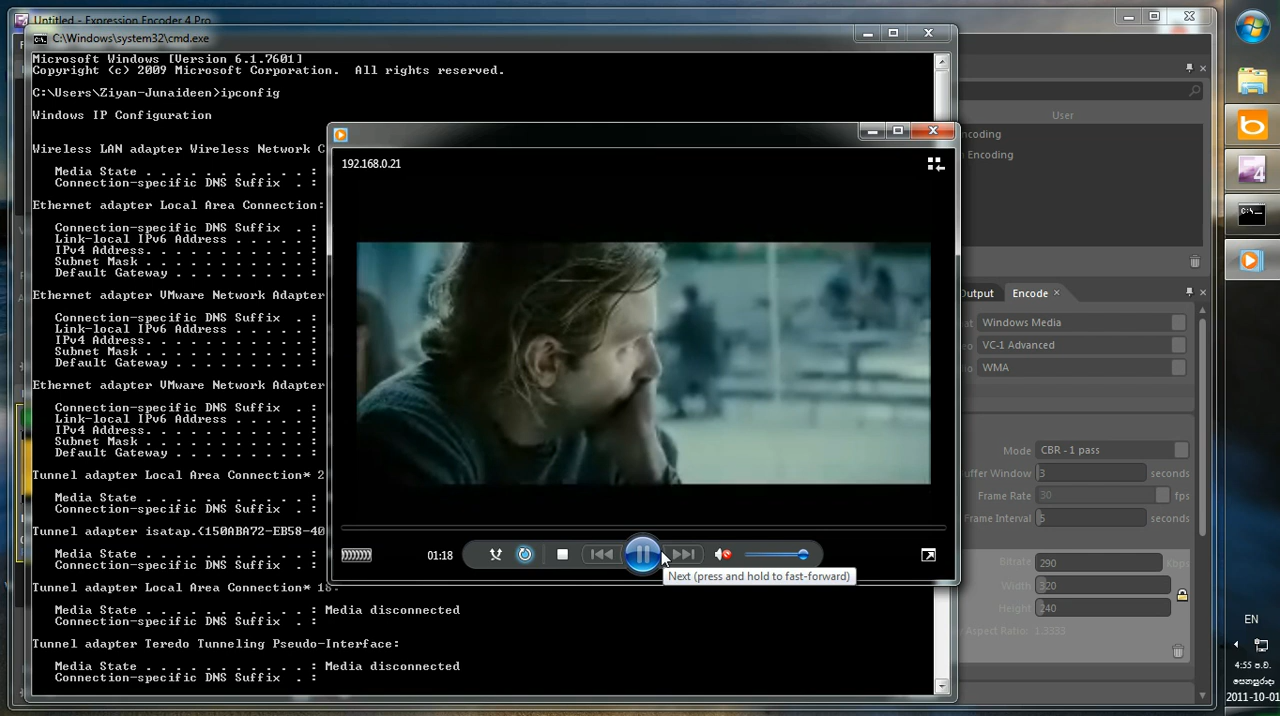 Untitled - Expression Encoder 4 Pro
C:\Windows\system32\cmd.exe
Microsoft Windows [Version 6.1.7601]
Copyright (c) 2009 Microsoft Corporation.  All rights reserved.
C:\Users\Ziyan-Junaideen>ipconfig
Windows IP Configuration
Wireless LAN adapter Wireless Network C
Media State . . . . . . . . . . . :
Connection-specific DNS Suffix  . :
Ethernet adapter Local Area Connection:
Connection-specific DNS Suffix  . :
Link-local IPv6 Address . . . . . :
IPv4 Address. . . . . . . . . . . :
Subnet Mask . . . . . . . . . . . :
Default Gateway . . . . . . . . . :
Ethernet adapter VMware Network Adapter
Connection-specific DNS Suffix  . :
Link-local IPv6 Address . . . . . :
IPv4 Address. . . . . . . . . . . :
Subnet Mask . . . . . . . . . . . :
Default Gateway . . . . . . . . . :
Ethernet adapter VMware Network Adapter
Connection-specific DNS Suffix  . :
Link-local IPv6 Address . . . . . :
IPv4 Address. . . . . . . . . . . :
Subnet Mask . . . . . . . . . . . :
Default Gateway . . . . . . . . . :
Tunnel adapter Local Area Connection* 2
Media State . . . . . . . . . . . :
Connection-specific DNS Suffix  . :
Tunnel adapter isatap.{150ABA72-EB58-40
Media State . . . . . . . . . . . :
Connection-specific DNS Suffix  . :
Tunnel adapter Local Area Connection* 18:
Media State . . . . . . . . . . . : Media disconnected
Connection-specific DNS Suffix  . :
Tunnel adapter Teredo Tunneling Pseudo-Interface:
Media State . . . . . . . . . . . : Media disconnected
Connection-specific DNS Suffix  . :
192.168.0.21
01:18
Next (press and hold to fast-forward)
User
Encoding
Encoding
Output
Encode
Windows Media
VC-1 Advanced
WMA
Mode CBR - 1 pass
uffer Window 3 seconds
Frame Rate 30 fps
Frame Interval 5 seconds
Bitrate 290 Kbps
Width 320
Height 240
Aspect Ratio: 1.3333
EN
4:55 ප.ව.
සෙනසුරාදා
2011-10-01